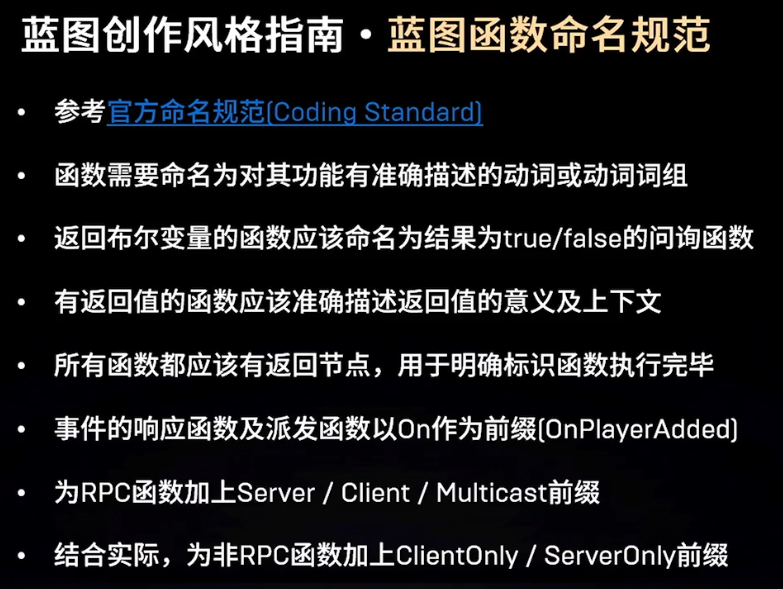 蓝图创作风格指南·蓝图函数命名规范
• 参考官方命名规范(Coding Standard)
• 函数需要命名为对其功能有准确描述的动词或动词词组
• 返回布尔变量的函数应该命名为结果为true/false的问询函数
• 有返回值的函数应该准确描述返回值的意义及上下文
• 所有函数都应该有返回节点，用于明确标识函数执行完毕
• 事件的响应函数及派发函数以On作为前缀(OnPlayerAdded)
• 为RPC函数加上Server / Client / Multicast前缀
• 结合实际，为非RPC函数加上ClientOnly / ServerOnly前缀